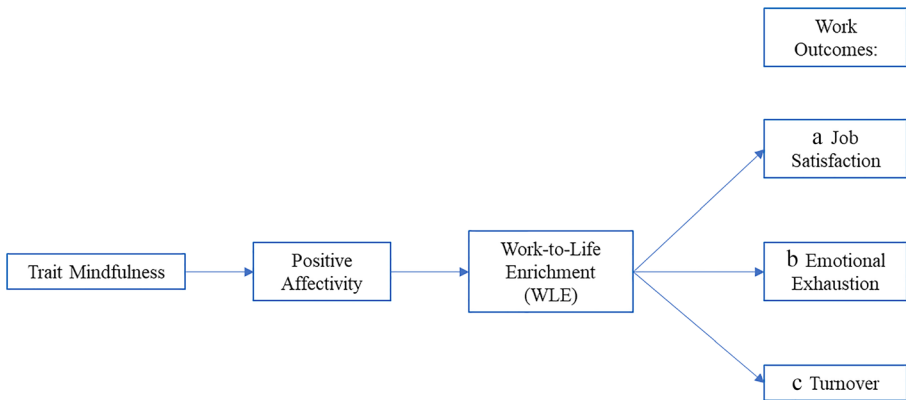 Work
Outcomes:
a Job
Satisfaction
Trait Mindfulness
Positive
Affectivity
Work-to-Life
Enrichment
(WLE)
b Emotional
Exhaustion
c Turnover